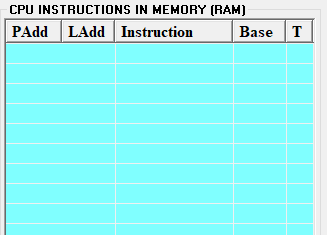 CPU INSTRUCTIONS IN MEMORY (RAM)
PAdd LAdd Instruction Base T